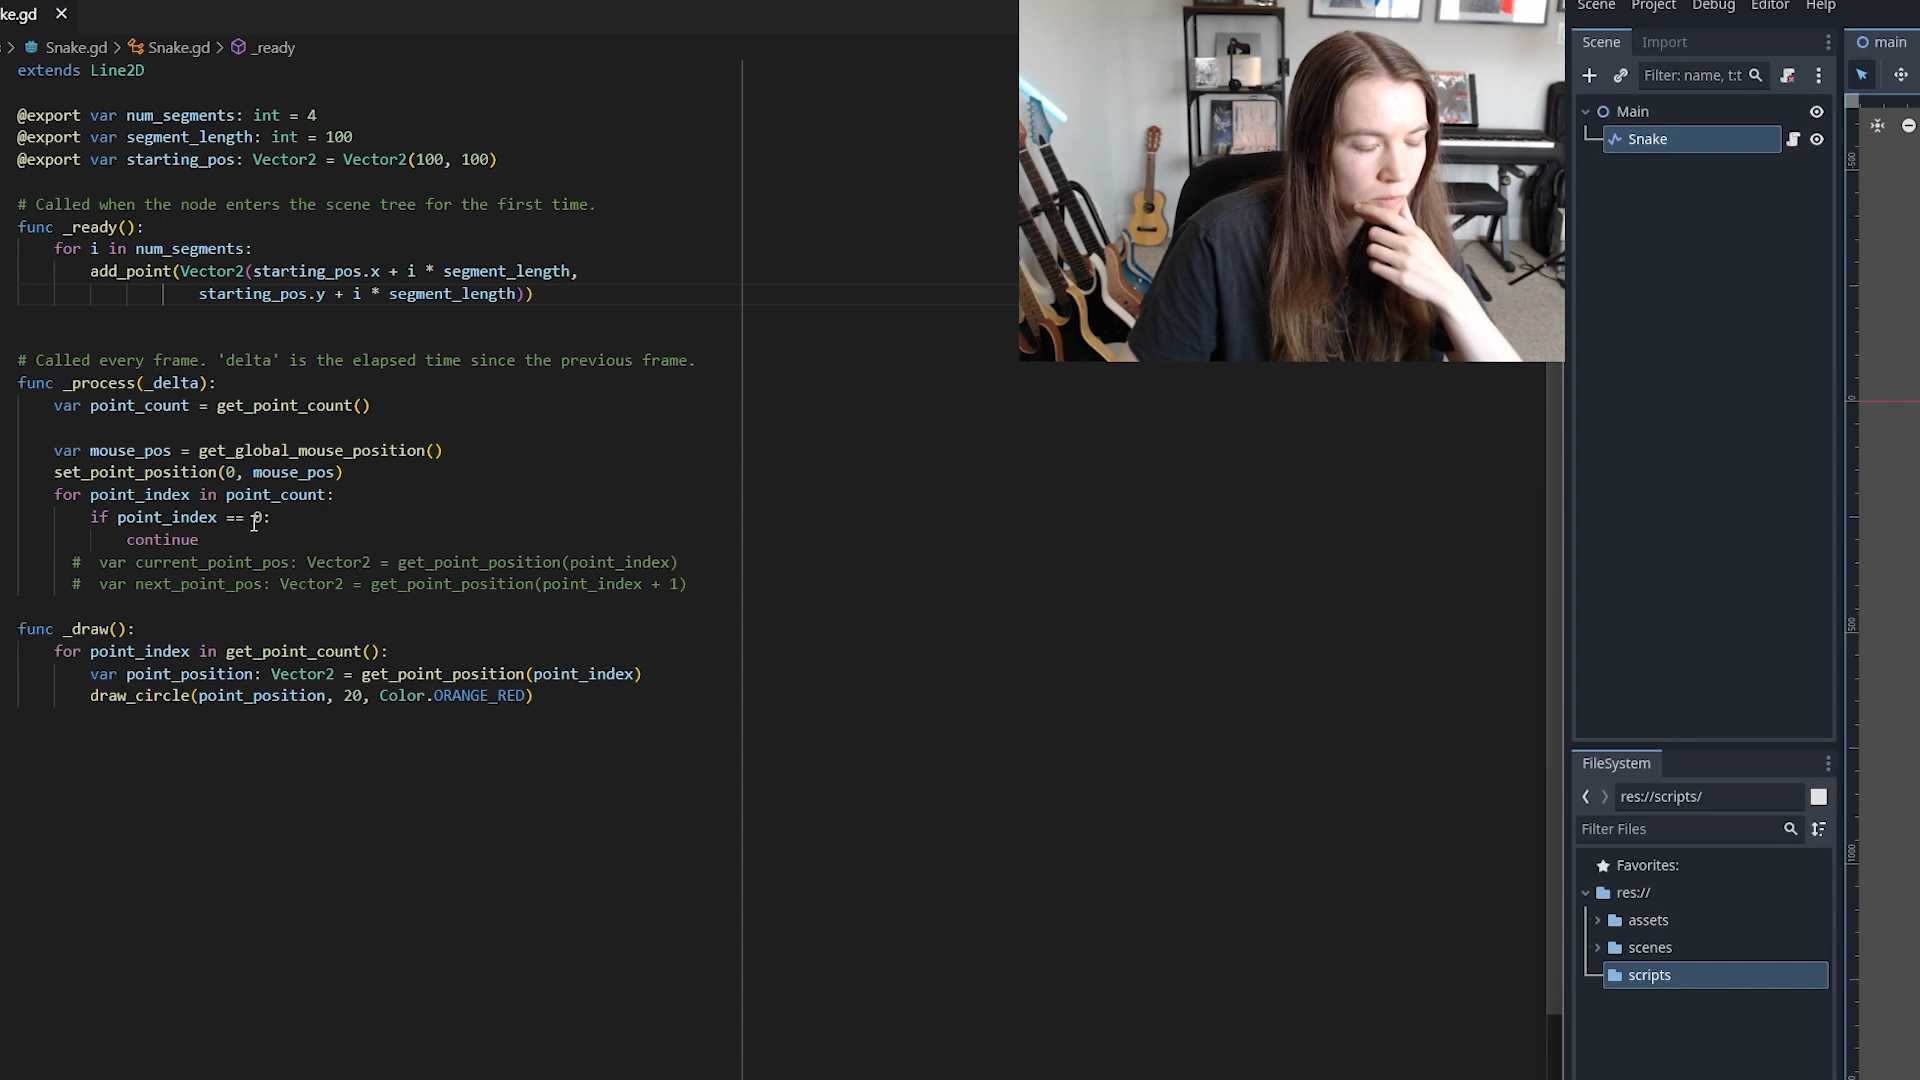 ke.gd
Snake.gd > Snake.gd > _ready
extends Line2D
@export var num_segments: int = 4
@export var segment_length: int = 100
@export var starting_pos: Vector2 = Vector2(100, 100)
# Called when the node enters the scene tree for the first time.
func _ready():
for i in num_segments:
add_point(Vector2(starting_pos.x + i * segment_length,
starting_pos.y + i * segment_length))
# Called every frame. 'delta' is the elapsed time since the previous frame.
func _process(_delta):
var point_count = get_point_count()
var mouse_pos = get_global_mouse_position()
set_point_position(0, mouse_pos)
for point_index in point_count:
if point_index == 0:
continue
# var current_point_pos: Vector2 = get_point_position(point_index)
# var next_point_pos: Vector2 = get_point_position(point_index + 1)
func _draw():
for point_index in get_point_count():
var point_position: Vector2 = get_point_position(point_index)
draw_circle(point_position, 20, Color.ORANGE_RED)
Scene Project Debug Editor Help
Scene Import
Filter: name, t:t
Main
Snake
FileSystem
res://scripts/
Filter Files
Favorites:
res://
assets
scenes
scripts
main
500
0
500
1000